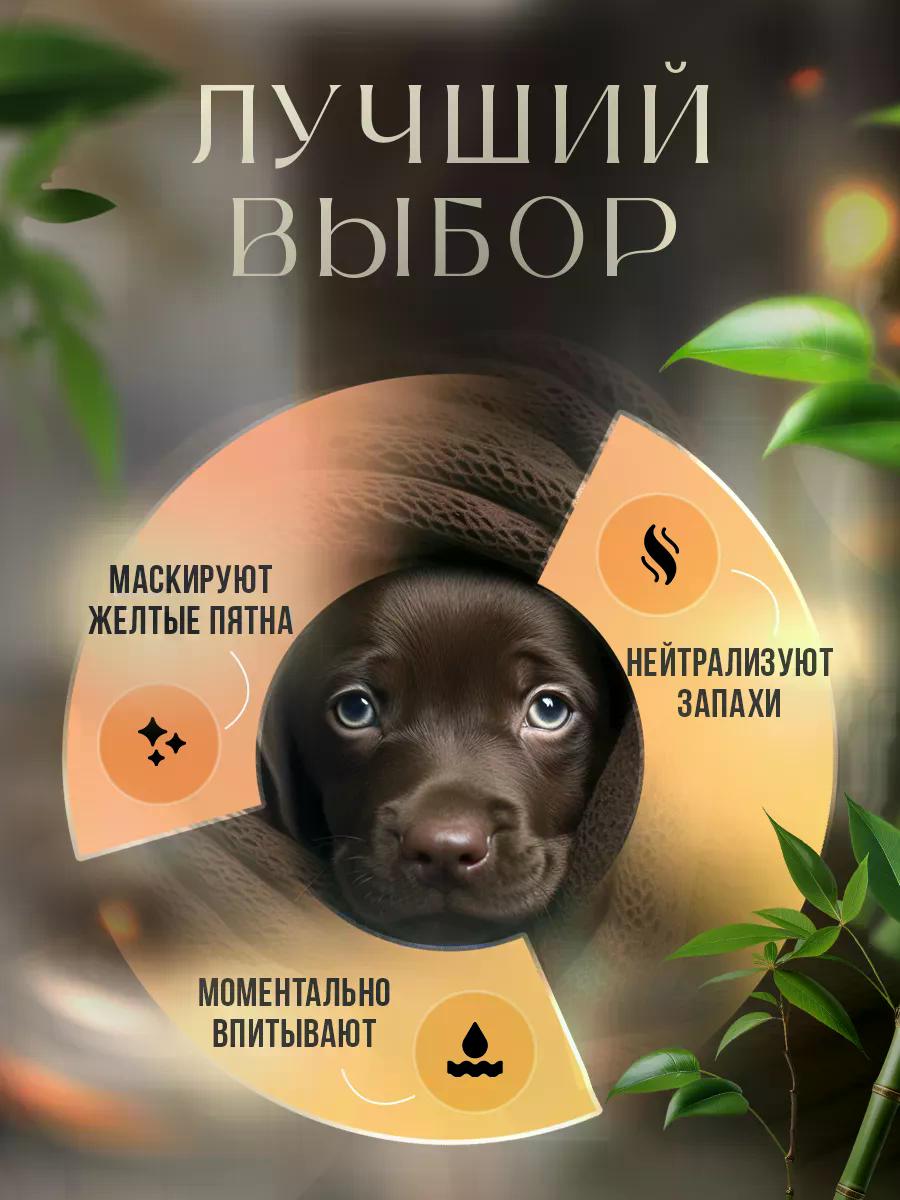 ЛУЧШИЙ
ВЫБОР
МАСКИРУЮТ
ЖЕЛТЫЕ ПЯТНА
НЕЙТРАЛИЗУЮТ
ЗАПАХИ
МОМЕНТАЛЬНО
ВПИТЫВАЮТ